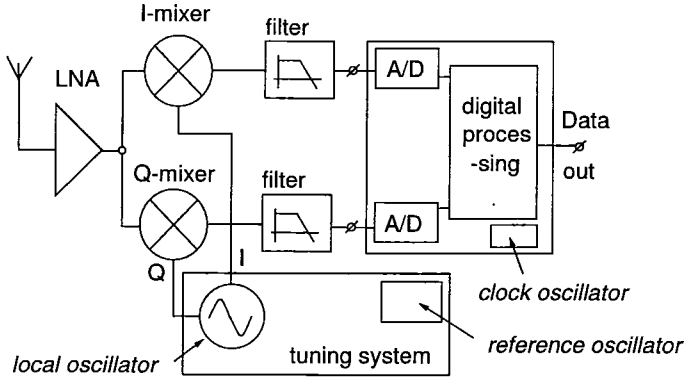 I-mixer
filter
LNA
A/D
digital
proces
-sing
Data
out
Q-mixer
filter
A/D
Q
I
clock oscillator
reference oscillator
local oscillator
tuning system